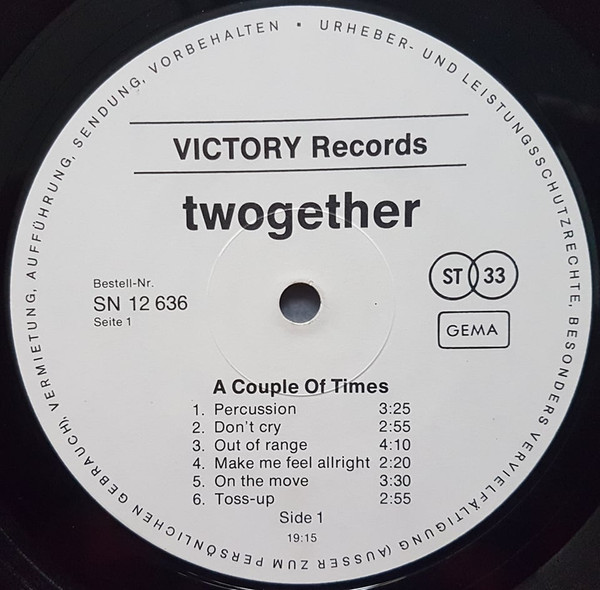 URHEBER- UND LEISTUNGSSCHUTZRECHTE, BESONDERS VERVIELFÄLTIGUNG (AUSSER ZUM PERSÖNLICHEN GEBRAUCH), VERMIETUNG, AUFFÜHRUNG, SENDUNG, VORBEHALTEN ·
VICTORY Records
twogether
Bestell-Nr.
SN 12 636
Seite 1
ST 33
GEMA
A Couple Of Times
1. Percussion 3:25
2. Don't cry 2:55
3. Out of range 4:10
4. Make me feel allright 2:20
5. On the move 3:30
6. Toss-up 2:55
Side 1
19:15